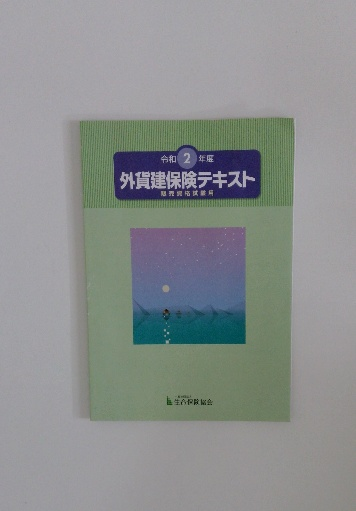 令和2年度
外貨建保険テキスト
販売資格試験用
生命保険協会